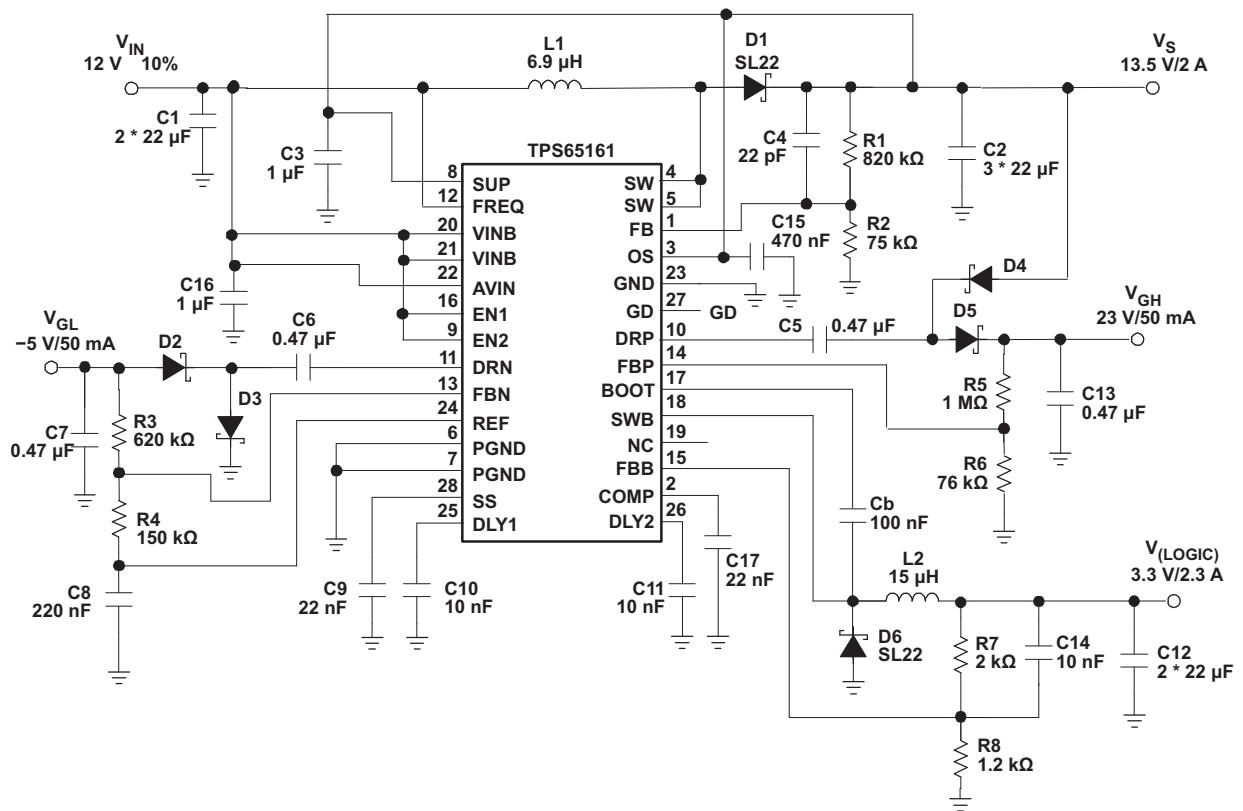 V_IN
12 V 10%
C1
2 * 22 µF
L1
6.9 µH
D1
SL22
V_S
13.5 V/2 A
C3
1 µF
C4
22 pF
R1
820 kΩ
C2
3 * 22 µF
TPS65161
8 SUP
12 FREQ
20 VINB
21 VINB
22 AVIN
16 EN1
9 EN2
11 DRN
13 FBN
24 REF
6 PGND
7 PGND
28 SS
25 DLY1
SW 4
SW 5
FB 1
OS 3
GND 23
GD 27
DRP 10
FBP 14
BOOT 17
SWB 18
NC 19
FBB 15
COMP 2
DLY2 26
GD
C15
470 nF
R2
75 kΩ
C16
1 µF
D4
V_GL
−5 V/50 mA
D2
C6
0.47 µF
C5
0.47 µF
D5
V_GH
23 V/50 mA
D3
C7
0.47 µF
R3
620 kΩ
R5
1 MΩ
C13
0.47 µF
R6
76 kΩ
R4
150 kΩ
C8
220 nF
C9
22 nF
C10
10 nF
C11
10 nF
C17
22 nF
Cb
100 nF
L2
15 µH
V_(LOGIC)
3.3 V/2.3 A
D6
SL22
R7
2 kΩ
C14
10 nF
C12
2 * 22 µF
R8
1.2 kΩ